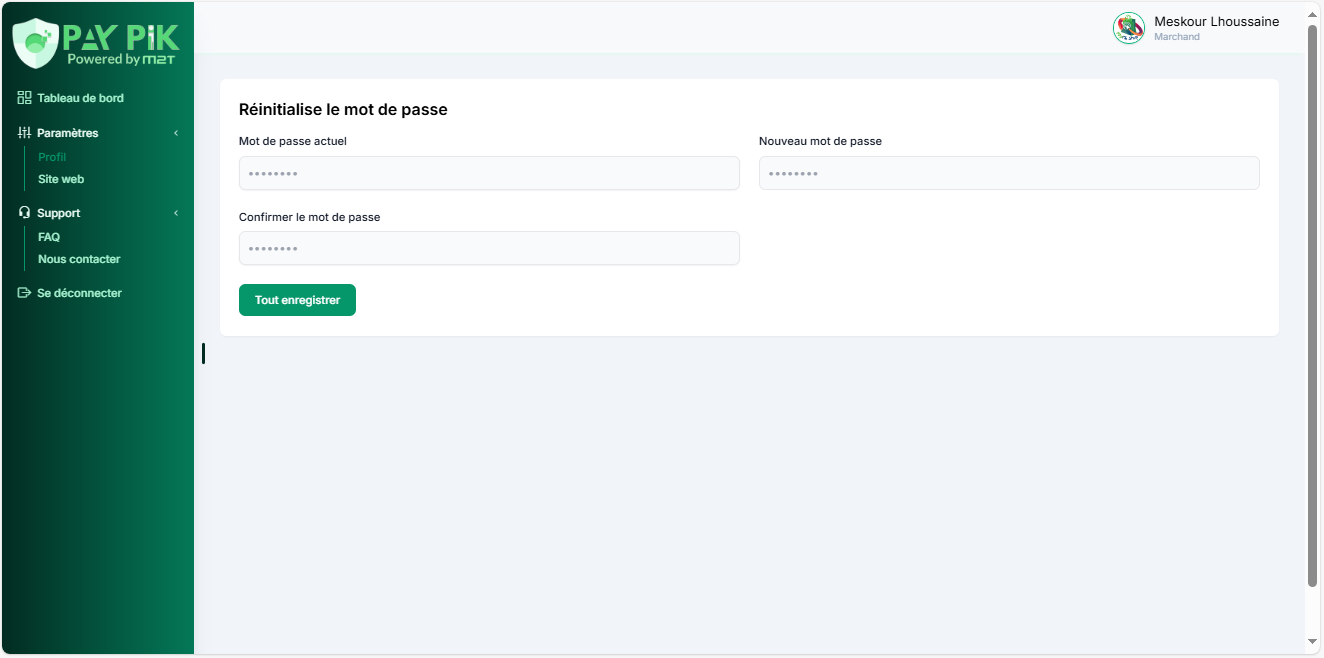 PAY PIK
Powered by M2T
Meskour Lhoussaine
Marchand
Tableau de bord
Paramètres
Profil
Site web
Support
FAQ
Nous contacter
Se déconnecter
Réinitialise le mot de passe
Mot de passe actuel
Nouveau mot de passe
Confirmer le mot de passe
Tout enregistrer